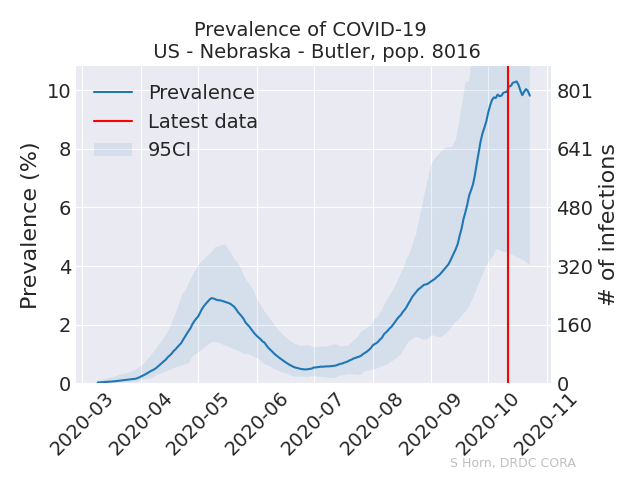 Prevalence of COVID-19
US - Nebraska - Butler, pop. 8016
Prevalence
Latest data
95CI
Prevalence (%)
10
8
6
4
2
0
801
641
480
320
160
0
# of infections
2020-03
2020-04
2020-05
2020-06
2020-07
2020-08
2020-09
2020-10
2020-11
S Horn, DRDC CORA